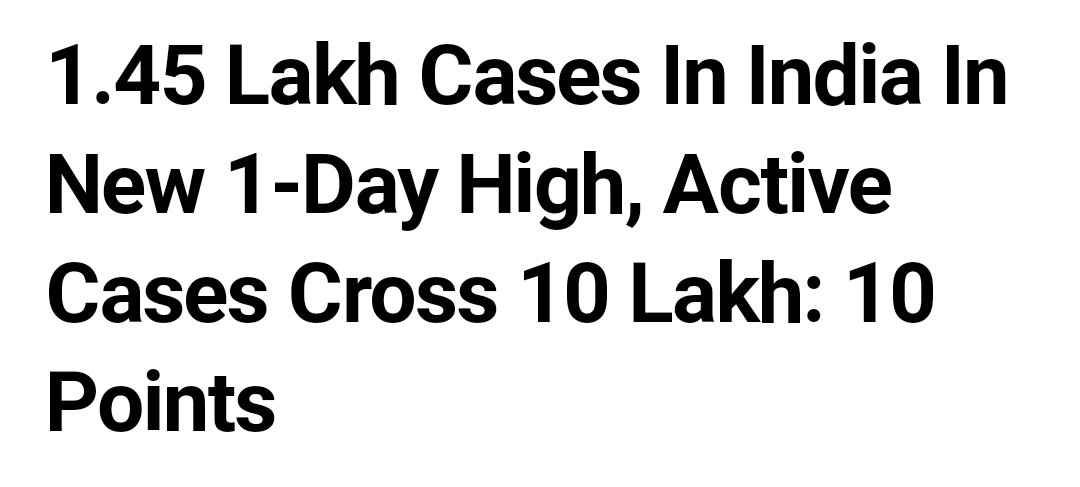 1.45 Lakh Cases In India In
New 1-Day High, Active
Cases Cross 10 Lakh: 10
Points